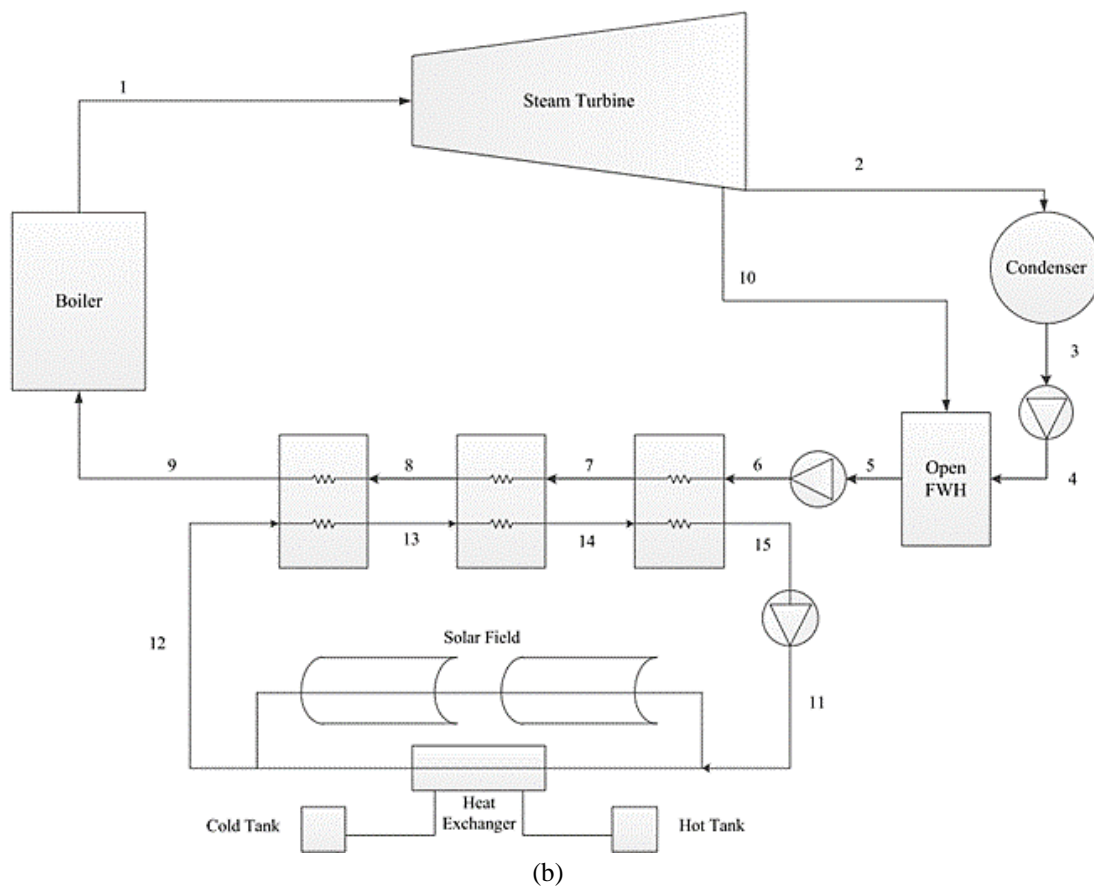 1
Steam Turbine
2
Boiler
10
Condenser
3
9
8
7
6
5
Open
FWH
4
13
14
15
12
Solar Field
11
Cold Tank
Heat
Exchanger
Hot Tank
(b)